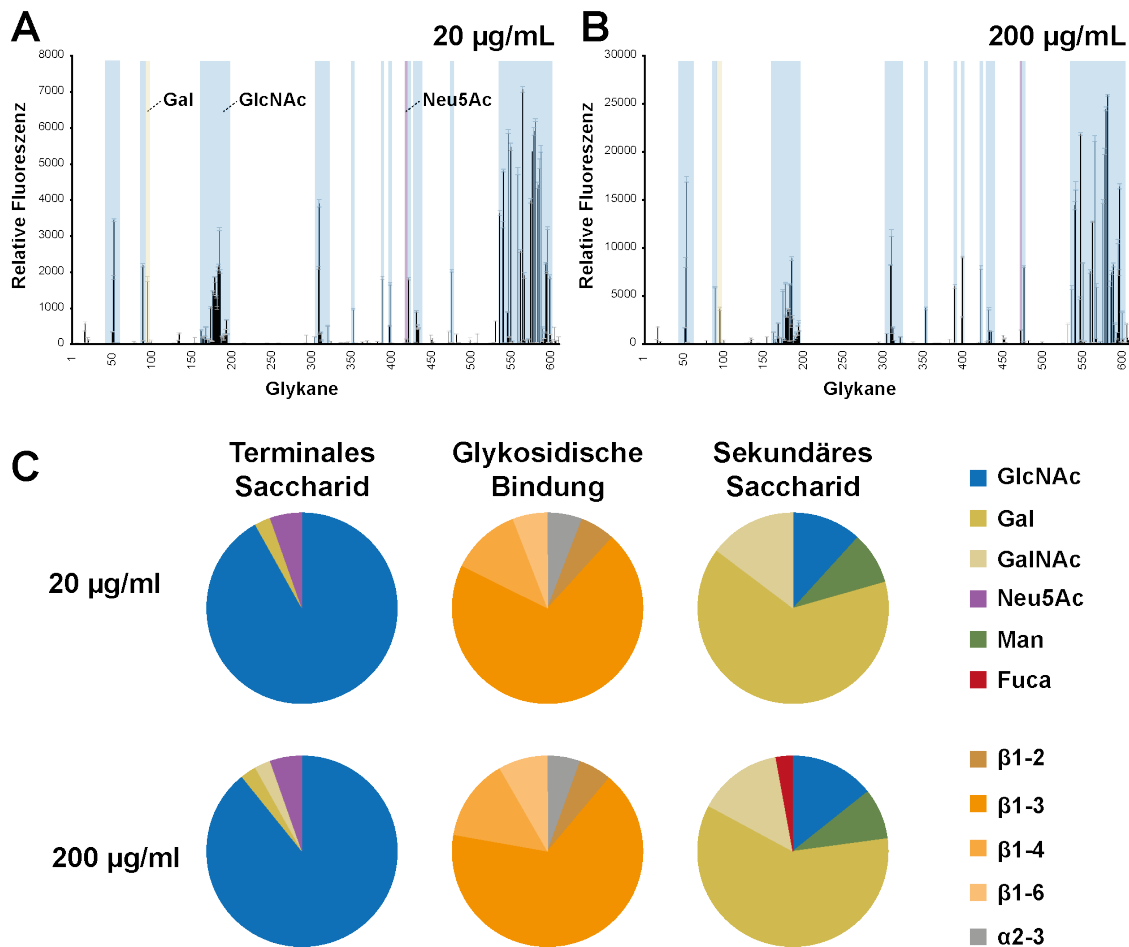 A
20 µg/mL
Relative Fluoreszenz
8000
7000
6000
5000
4000
3000
2000
1000
0
Gal
GlcNAc
Neu5Ac
1
50
100
150
200
250
300
350
400
450
500
550
600
Glykane
B
200 µg/mL
Relative Fluoreszenz
30000
25000
20000
15000
10000
5000
0
1
50
100
150
200
250
300
350
400
450
500
550
600
Glykane
C
Terminales
Saccharid
Glykosidische
Bindung
Sekundäres
Saccharid
20 µg/ml
200 µg/ml
GlcNAc
Gal
GalNAc
Neu5Ac
Man
Fuca
β1-2
β1-3
β1-4
β1-6
α2-3